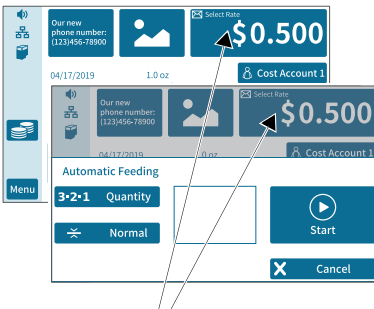 Our new
phone number:
(123)456-78900
Select Rate
$0.500
04/17/2019
1.0 oz
Cost Account 1
Menu
Our new
phone number:
(123)456-78900
Select Rate
$0.500
04/17/2019
0 oz
Cost Account 1
Automatic Feeding
3-2-1 Quantity
Normal
Start
X Cancel